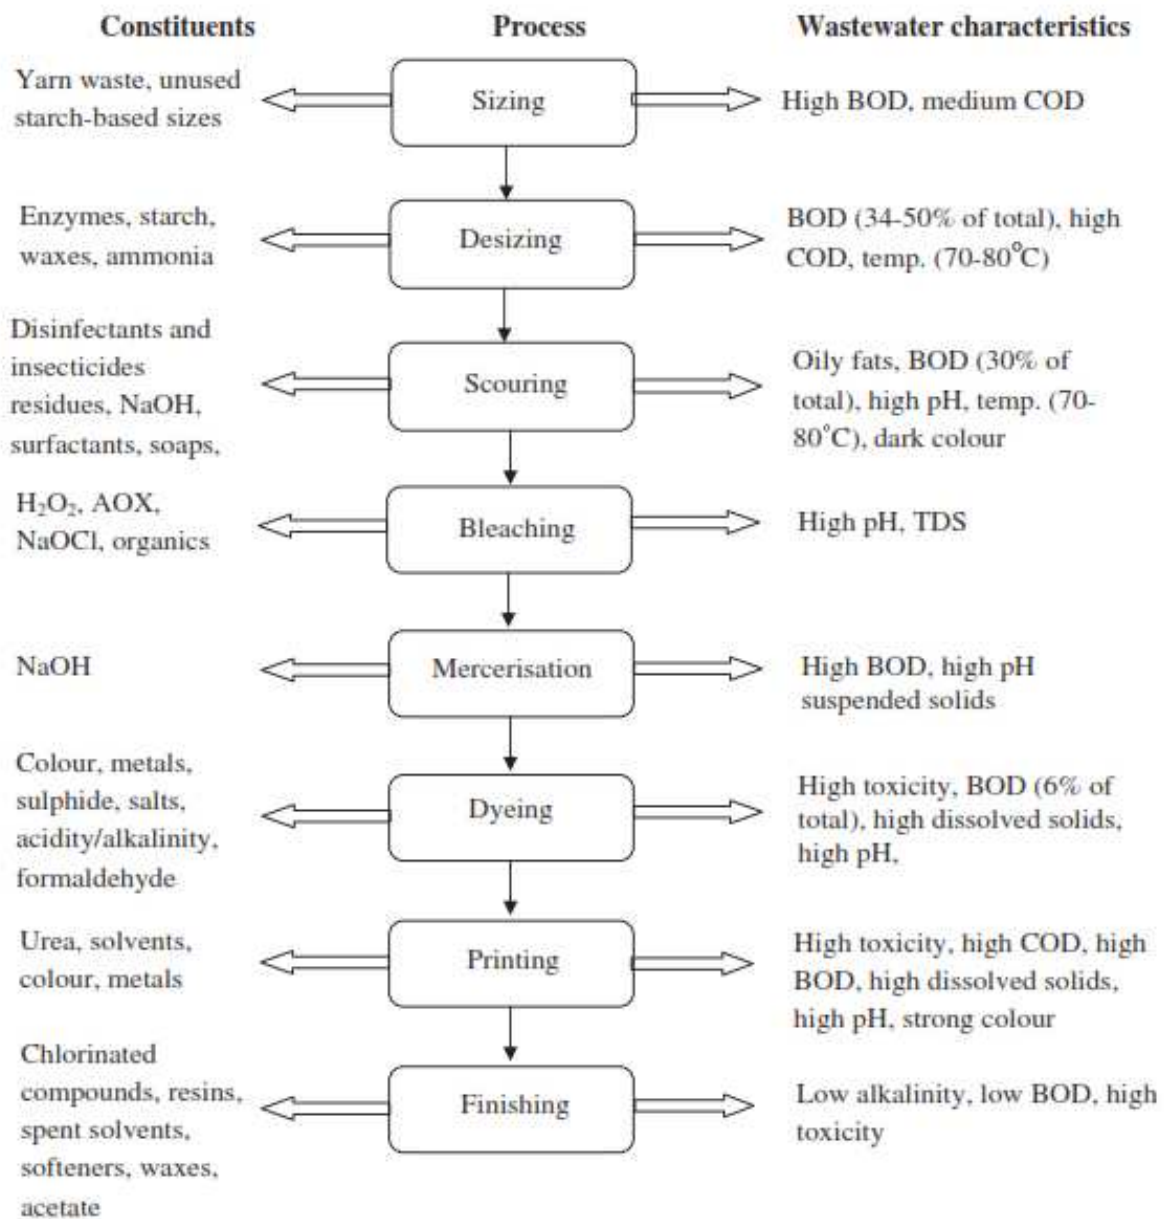 Constituents
Process
Wastewater characteristics
Yarn waste, unused
starch-based sizes
Sizing
High BOD, medium COD
Enzymes, starch,
waxes, ammonia
Desizing
BOD (34-50% of total), high
COD, temp. (70-80°C)
Disinfectants and
insecticides
residues, NaOH,
surfactants, soaps,
Scouring
Oily fats, BOD (30% of
total), high pH, temp. (70-
80°C), dark colour
H₂O₂, AOX,
NaOCl, organics
Bleaching
High pH, TDS
NaOH
Mercerisation
High BOD, high pH
suspended solids
Colour, metals,
sulphide, salts,
acidity/alkalinity,
formaldehyde
Dyeing
High toxicity, BOD (6% of
total), high dissolved solids,
high pH,
Urea, solvents,
colour, metals
Printing
High toxicity, high COD, high
BOD, high dissolved solids,
high pH, strong colour
Chlorinated
compounds, resins,
spent solvents,
softeners, waxes,
acetate
Finishing
Low alkalinity, low BOD, high
toxicity